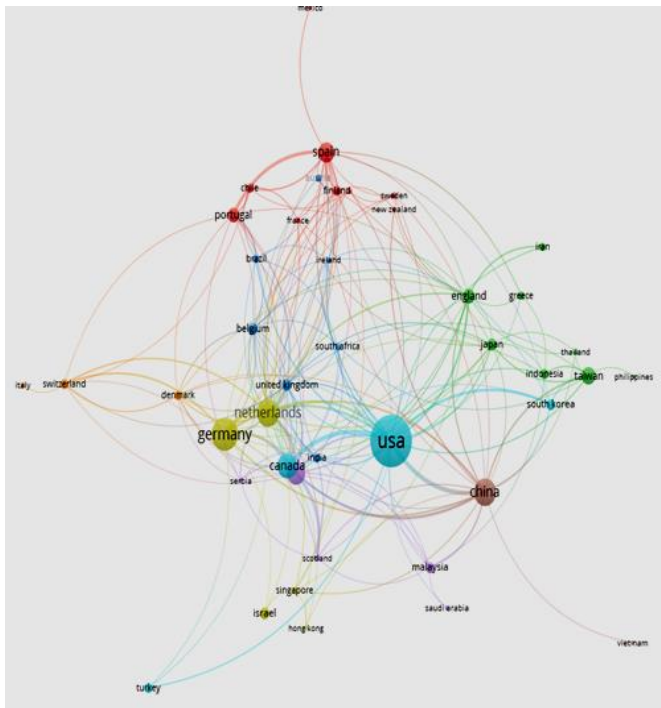 mexico
spain
chile
finland
sweden
new zealand
portugal
france
brazil
ireland
iran
england
greece
belgium
japan
south africa
thailand
italy
switzerland
denmark
united kingdom
indonesia
taiwan
philippines
netherlands
south korea
germany
usa
canada
india
serbia
china
scotland
malaysia
singapore
israel
saudi arabia
hong kong
vietnam
turkey